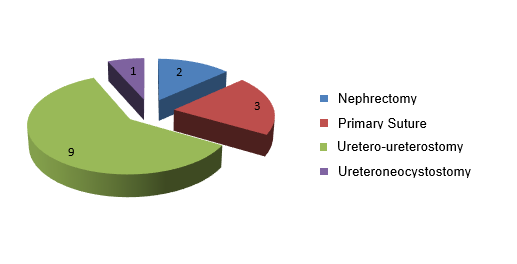 1
2
3
9
Nephrectomy
Primary Suture
Uretero-ureterostomy
Ureteroneocystostomy